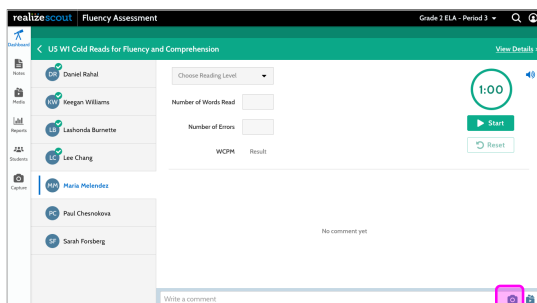 realizescout Fluency Assessment Grade 2 ELA - Period 3
U5 W1 Cold Reads for Fluency and Comprehension View Details
Dashboard
Notes
Media
Reports
Students
Capture
DR Daniel Rahal
KW Keegan Williams
LB Lashonda Burnette
LC Lee Chang
MM Maria Melendez
PC Paul Chesnokova
SF Sarah Forsberg
Choose Reading Level
Number of Words Read
Number of Errors
WCPM Result
1:00
Start
Reset
No comment yet
Write a comment